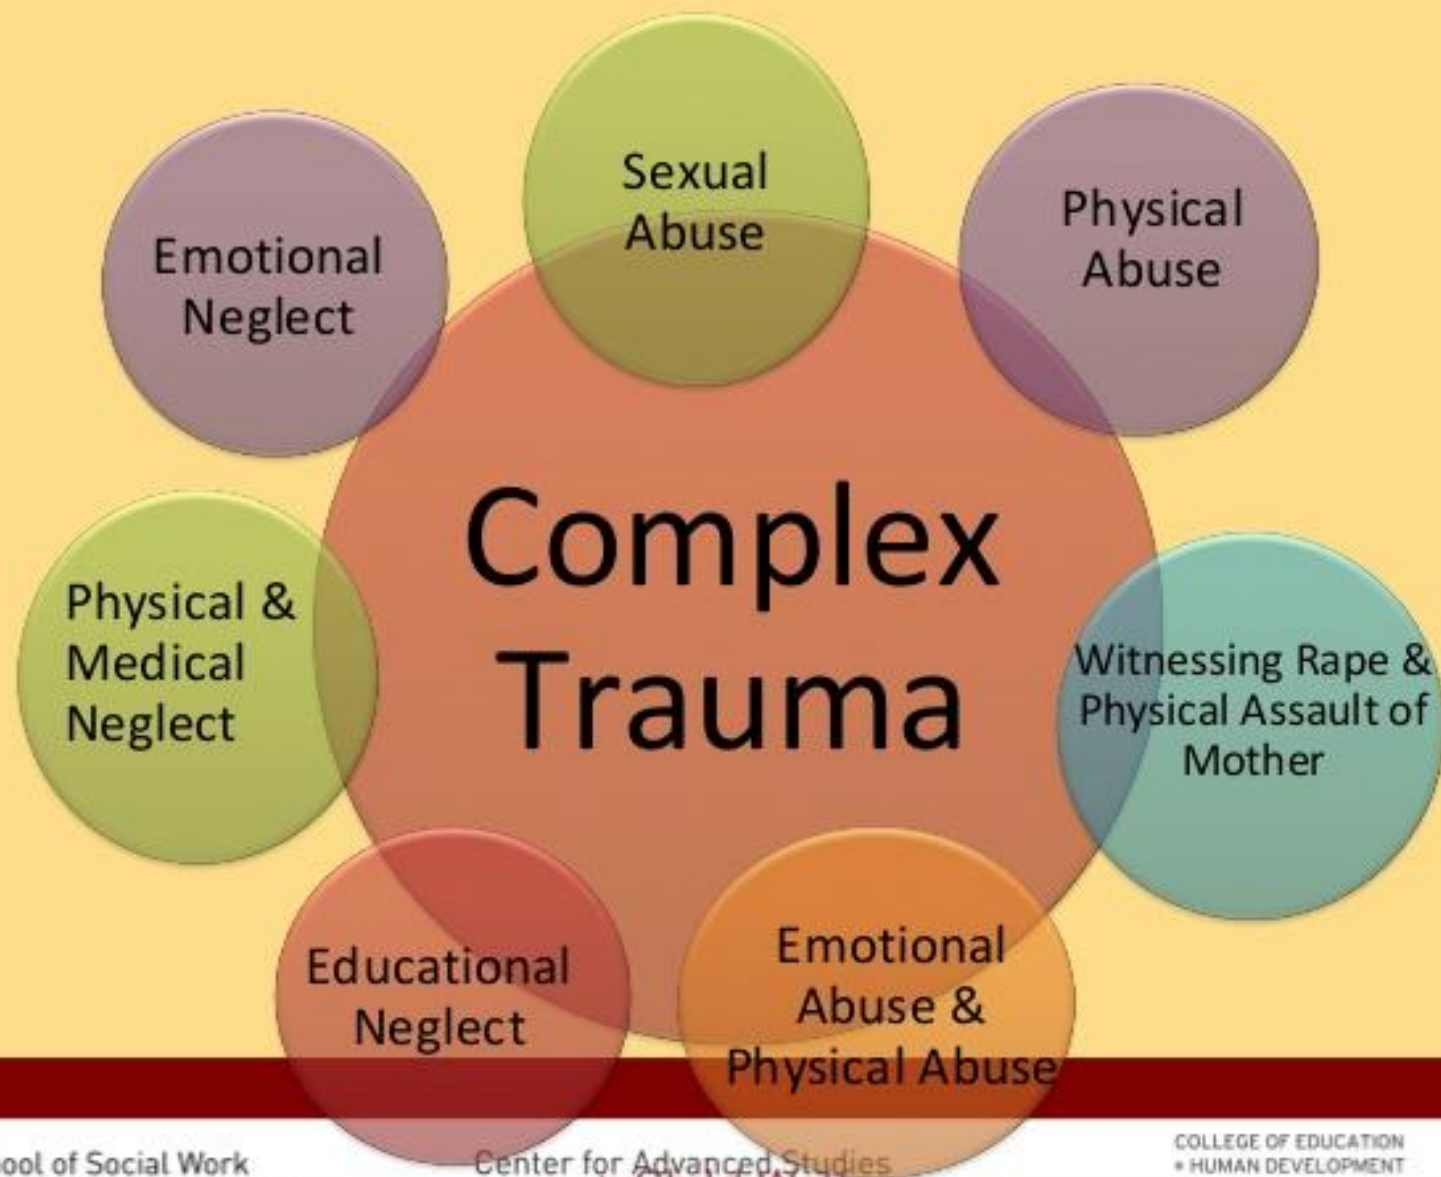 Sexual
Abuse
Physical
Abuse
Emotional
Neglect
Complex
Trauma
Physical &
Medical
Neglect
Witnessing Rape &
Physical Assault of
Mother
Educational
Neglect
Emotional
Abuse &
Physical Abuse
of Social Work
Center for Advanced Studies
COLLEGE OF EDUCATION
+ HUMAN DEVELOPMENT